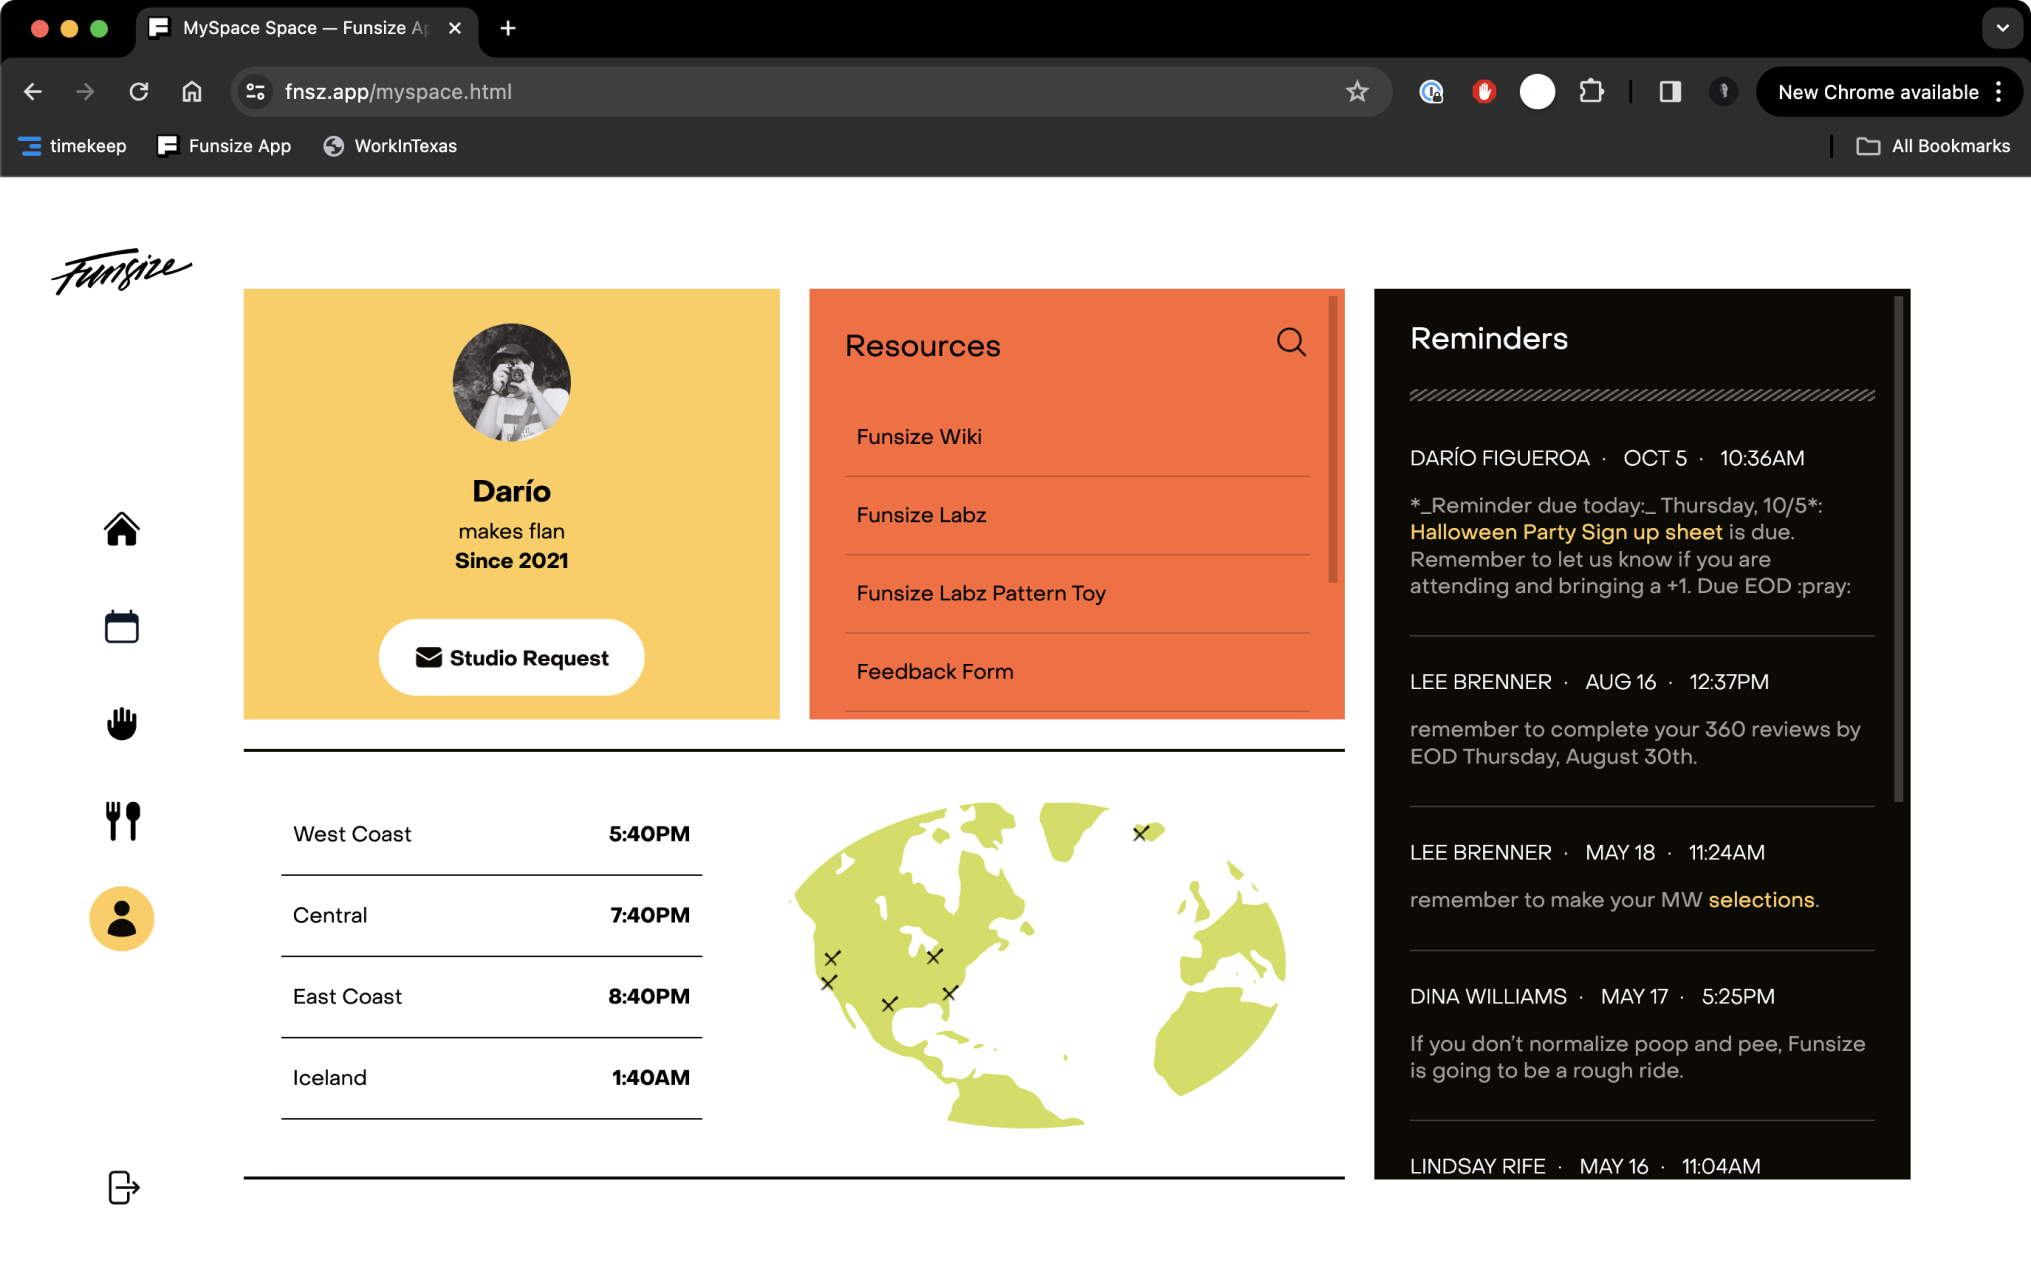 MySpace Space — Funsize Ap
fnsz.app/myspace.html
New Chrome available
timekeep
Funsize App
WorkInTexas
All Bookmarks
Funsize
Darío
makes flan
Since 2021
Studio Request
Resources
Funsize Wiki
Funsize Labz
Funsize Labz Pattern Toy
Feedback Form
West Coast 5:40PM
Central 7:40PM
East Coast 8:40PM
Iceland 1:40AM
Reminders
DARÍO FIGUEROA · OCT 5 · 10:36AM
*_Reminder due today:_ Thursday, 10/5*:
Halloween Party Sign up sheet is due.
Remember to let us know if you are
attending and bringing a +1. Due EOD :pray:
LEE BRENNER · AUG 16 · 12:37PM
remember to complete your 360 reviews by
EOD Thursday, August 30th.
LEE BRENNER · MAY 18 · 11:24AM
remember to make your MW selections.
DINA WILLIAMS · MAY 17 · 5:25PM
If you don't normalize poop and pee, Funsize
is going to be a rough ride.
LINDSAY RIFE · MAY 16 · 11:04AM